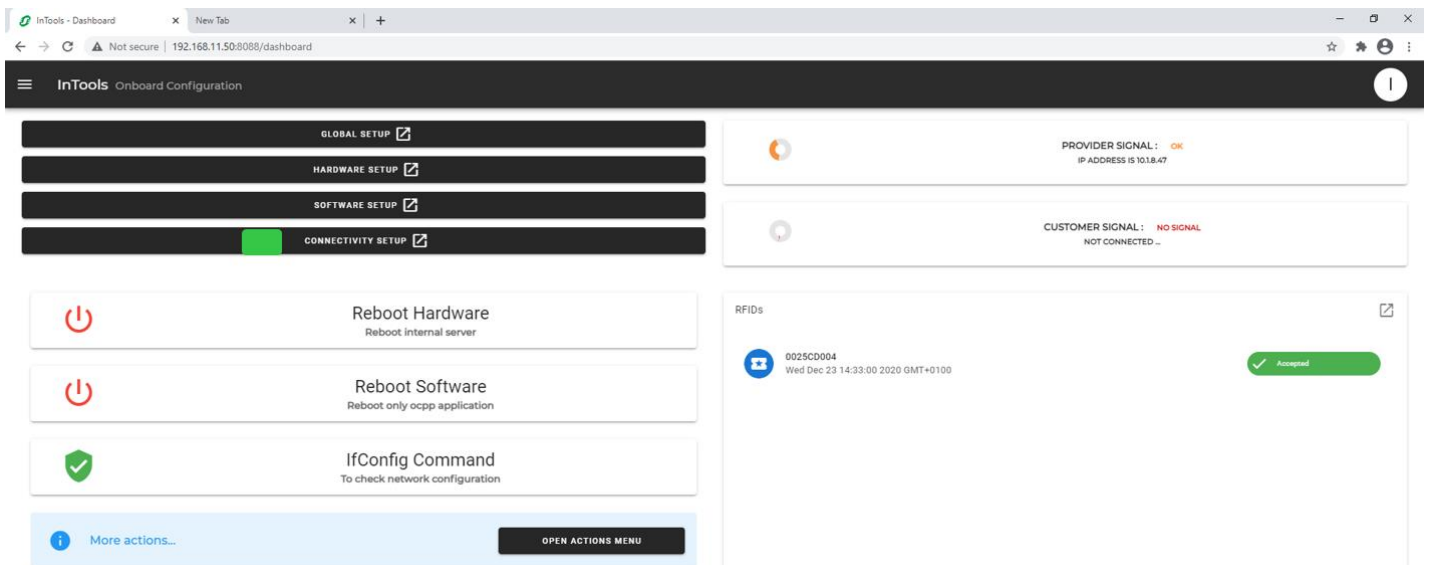 InTools - Dashboard
New Tab
Not secure | 192.168.11.50:8088/dashboard
InTools Onboard Configuration
I
GLOBAL SETUP
HARDWARE SETUP
SOFTWARE SETUP
CONNECTIVITY SETUP
PROVIDER SIGNAL : OK
IP ADDRESS IS 10.1.8.47
CUSTOMER SIGNAL : NO SIGNAL
NOT CONNECTED ...
Reboot Hardware
Reboot internal server
Reboot Software
Reboot only ocpp application
IfConfig Command
To check network configuration
More actions...
OPEN ACTIONS MENU
RFIDs
0025CD004
Wed Dec 23 14:33:00 2020 GMT+0100
Accepted